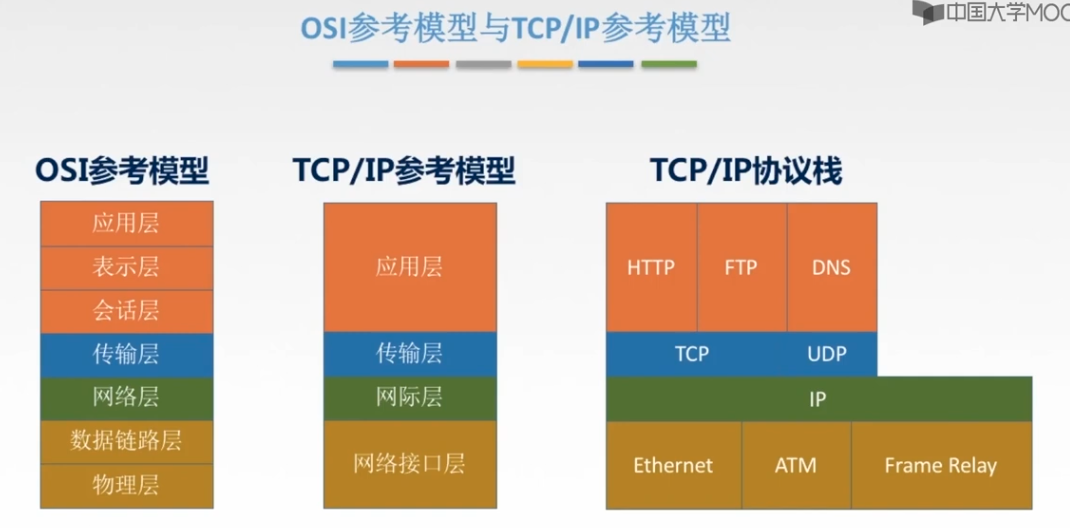 中国大学MOO
OSI参考模型与TCP/IP参考模型
OSI参考模型
应用层
表示层
会话层
传输层
网络层
数据链路层
物理层
TCP/IP参考模型
应用层
传输层
网际层
网络接口层
TCP/IP协议栈
HTTP FTP DNS
TCP UDP
IP
Ethernet ATM Frame Relay